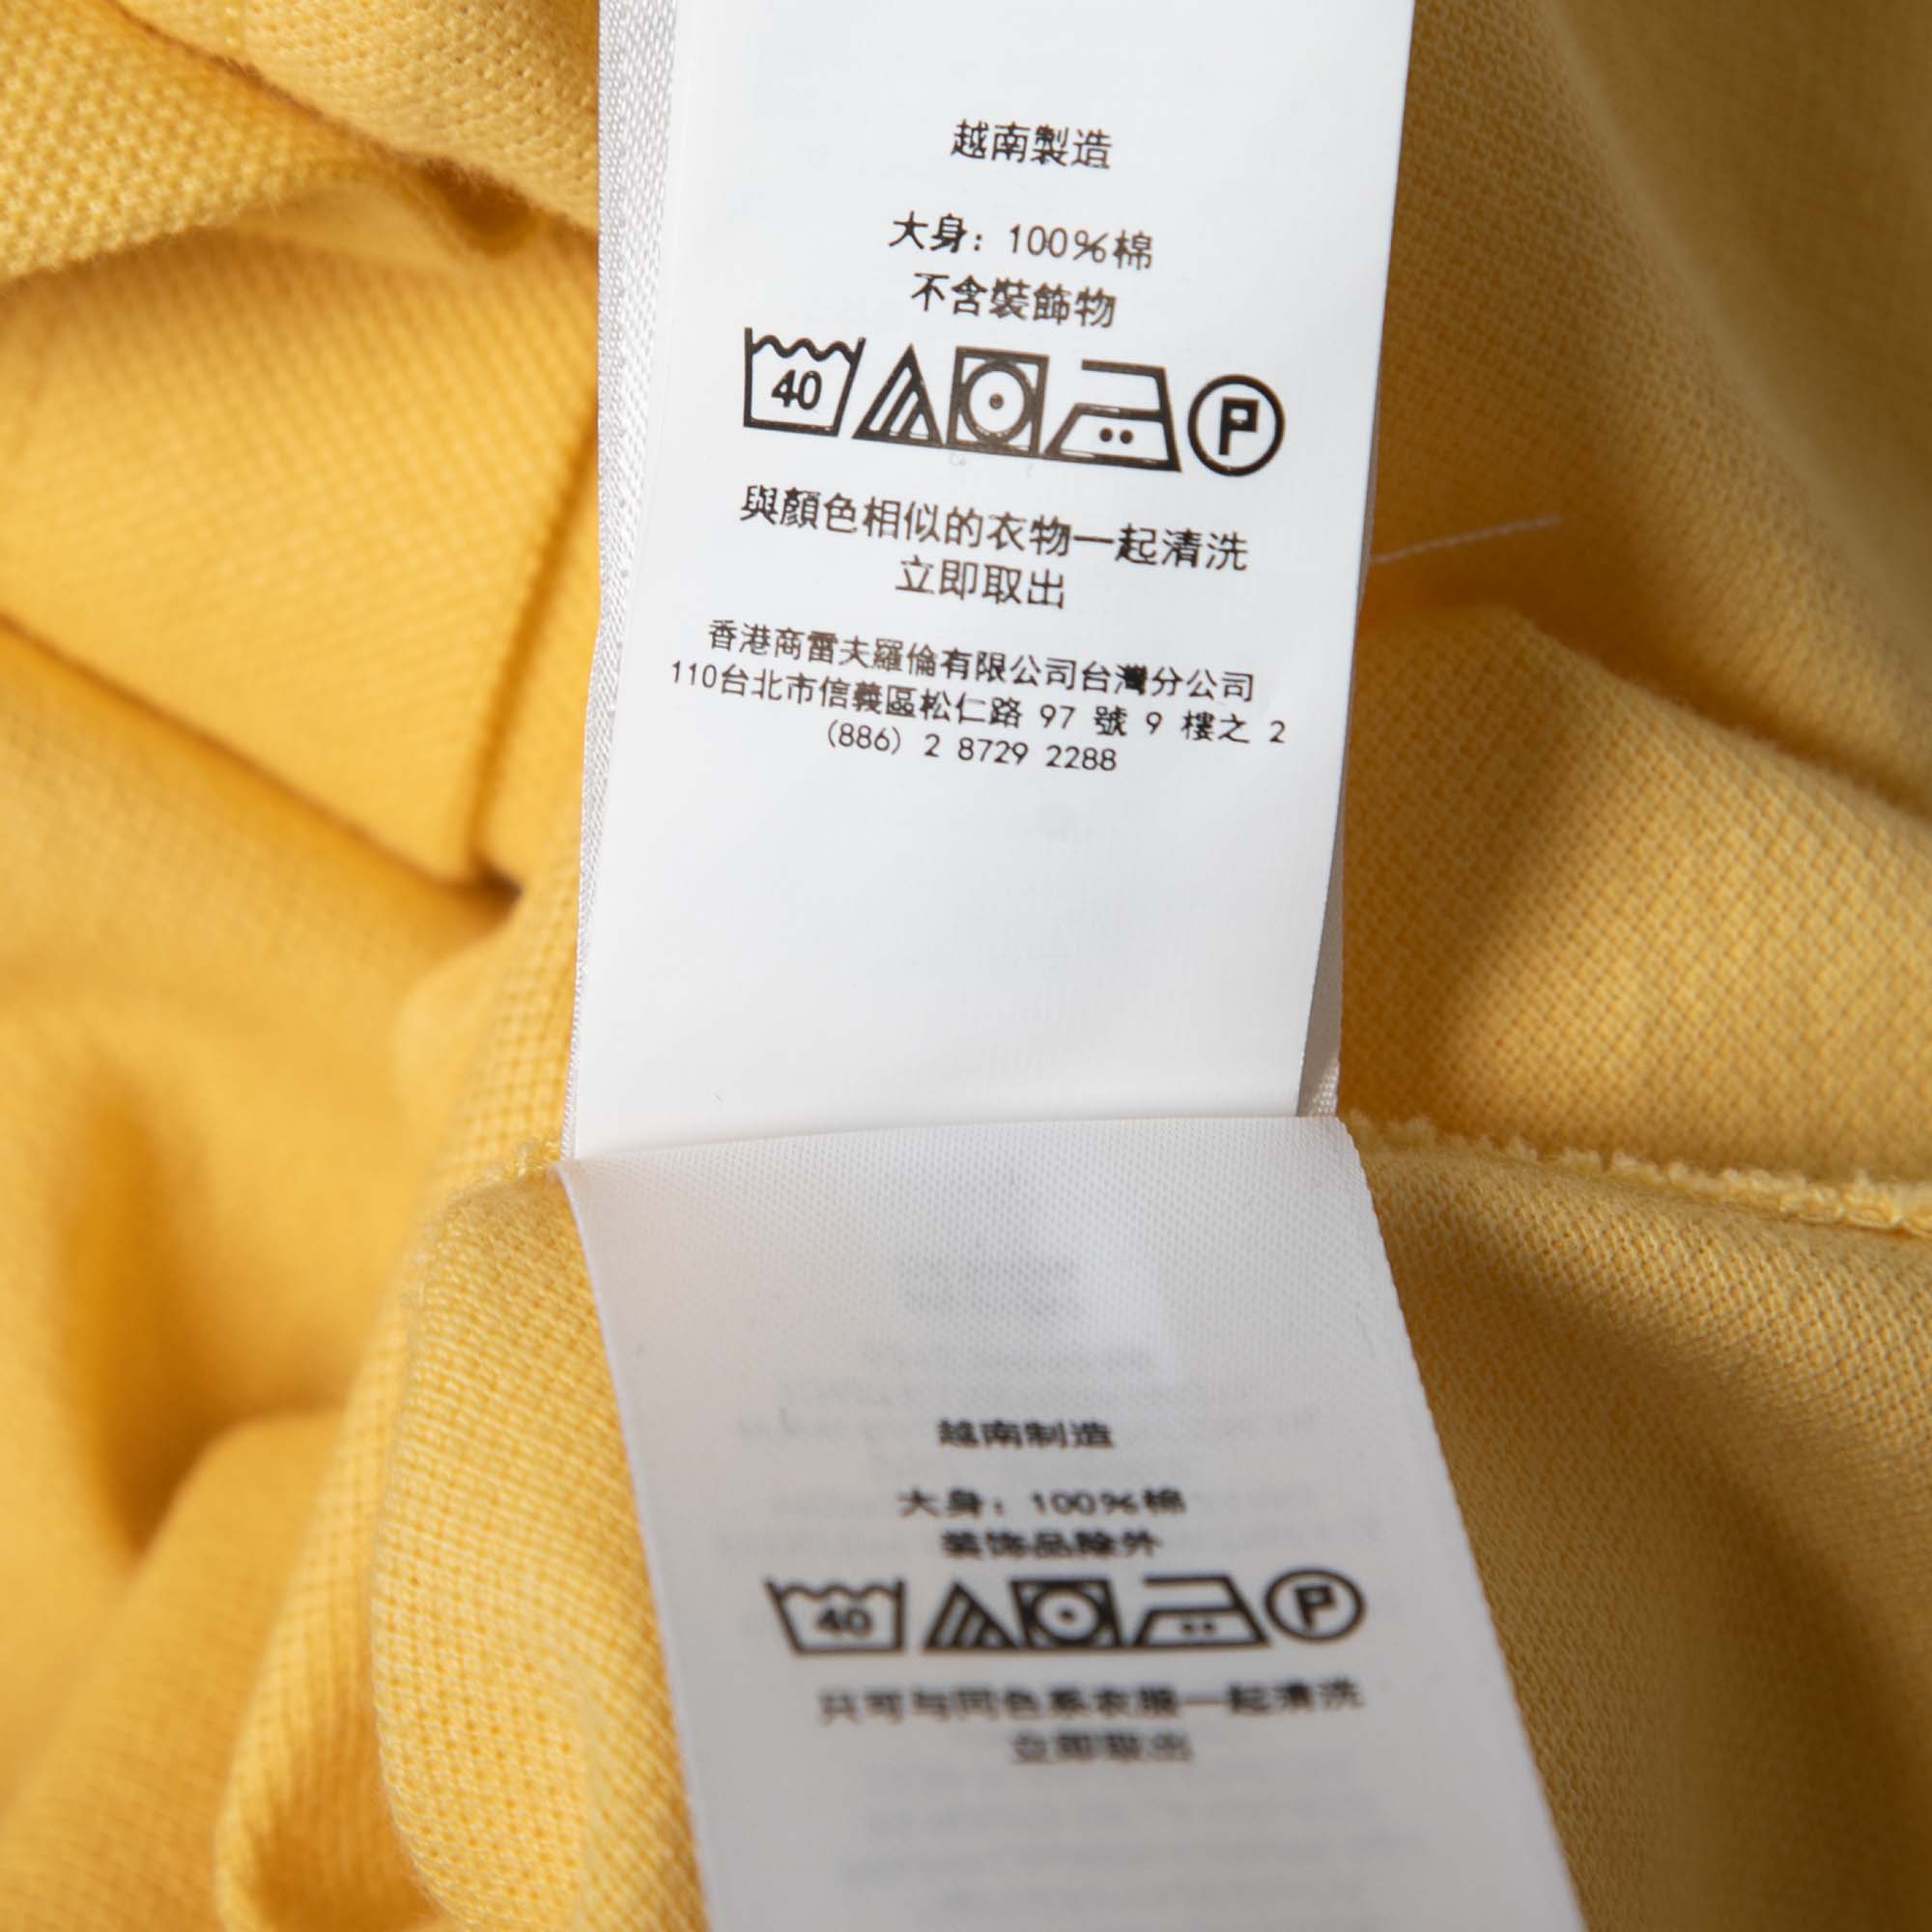 越南製造
大身: 100%棉
不含裝飾物
40 P
與顏色相似的衣物一起清洗
立即取出
香港商雷夫羅倫有限公司台灣分公司
110台北市信義區松仁路 97 號 9 樓之 2
(886) 2 8729 2288
越南制造
大身: 100%棉
装饰品除外
40 P
只可与同色系衣服一起清洗
立即取出